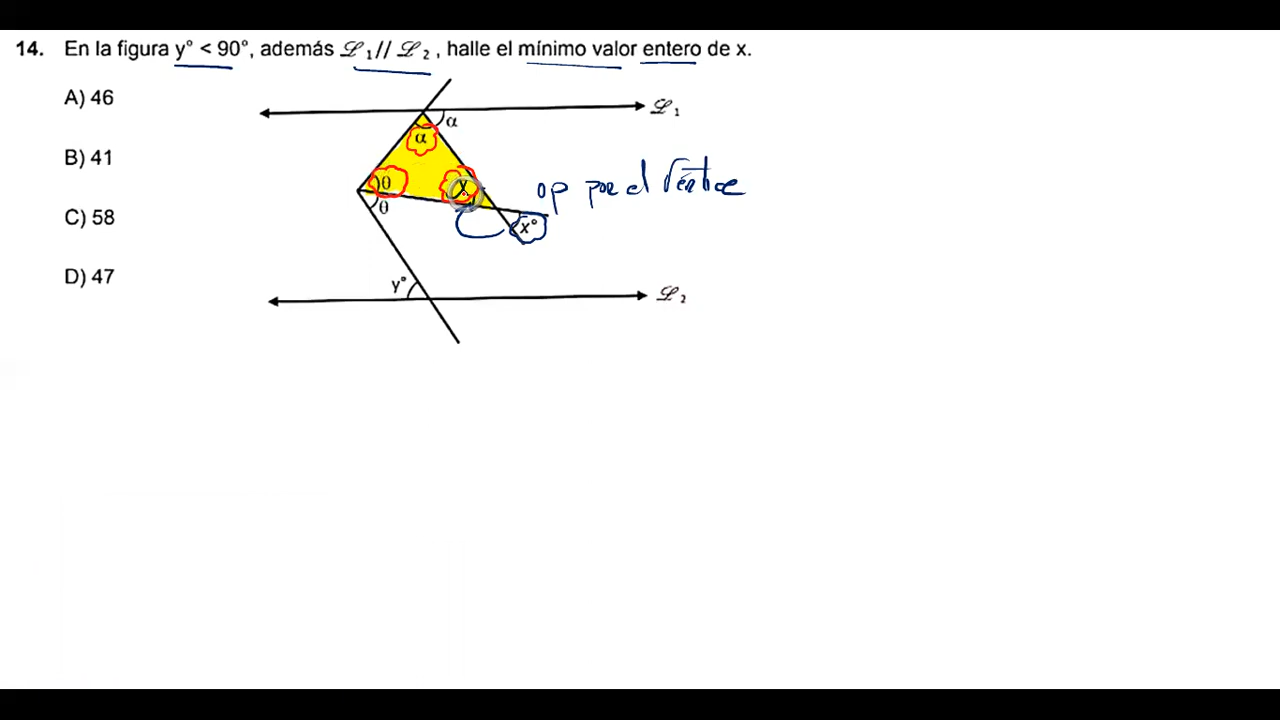 14. En la figura y° < 90°, además ℒ₁// ℒ₂, halle el mínimo valor entero de x.
A) 46
B) 41
C) 58
D) 47
ℒ₁
α
α
θ
x
op por el Vértice
θ
x°
y°
ℒ₂